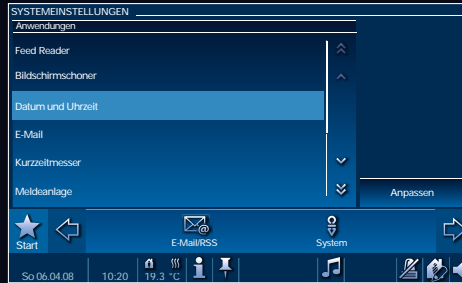 SYSTEMEINSTELLUNGEN
Anwendungen
Feed Reader
Bildschirmschoner
Datum und Uhrzeit
E-Mail
Kurzzeitmesser
Meldeanlage
Anpassen
Start
E-Mail/RSS
System
So 06.04.08 10:20 19.3 °C